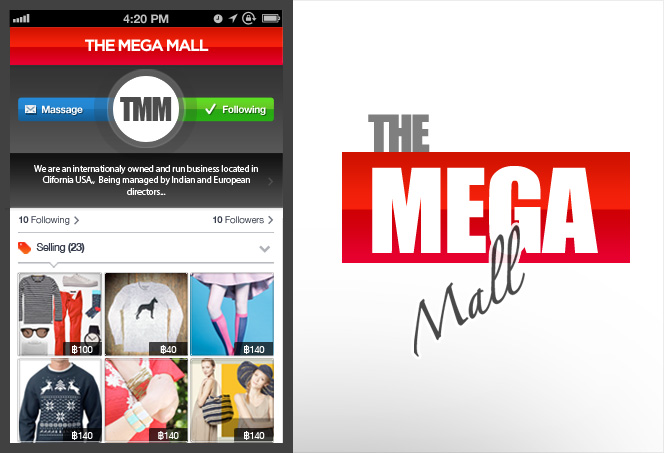 4:20 PM
THE MEGA MALL
Massage
TMM
Following
We are an internationaly owned and run business located in
Clifornia USA,. Being managed by Indian and European
directors...
10 Following
10 Followers
Selling (23)
฿100
฿40
฿140
฿140
฿140
฿140
THE
MEGA
Mall